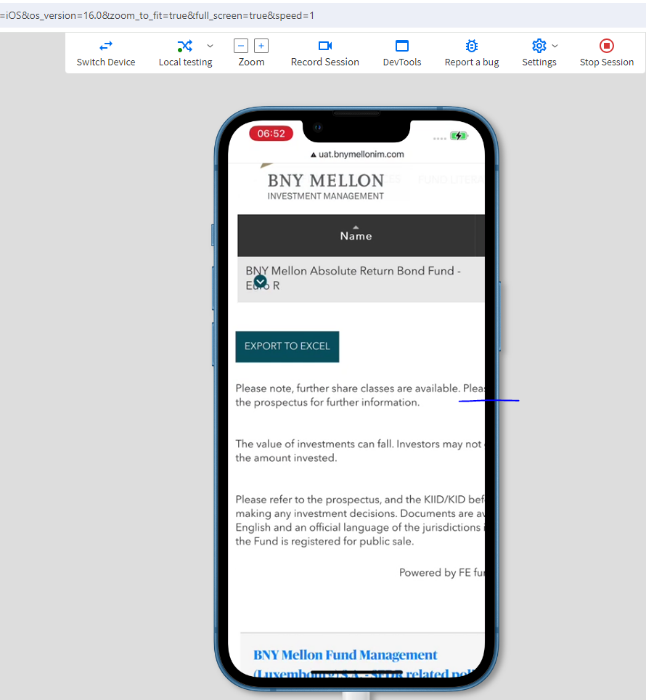 =iOS&os_version=16.0&zoom_to_fit=true&full_screen=true&speed=1
Switch Device
Local testing
Zoom
Record Session
DevTools
Report a bug
Settings
Stop Session
06:52
uat.bnymellonim.com
BNY MELLON
INVESTMENT MANAGEMENT
Name
BNY Mellon Absolute Return Bond Fund -
Euro R
EXPORT TO EXCEL
Please note, further share classes are available. Pleas
the prospectus for further information.
The value of investments can fall. Investors may not
the amount invested.
Please refer to the prospectus, and the KIID/KID bef
making any investment decisions. Documents are av
English and an official language of the jurisdictions i
the Fund is registered for public sale.
Powered by FE fu
BNY Mellon Fund Management
(Luxembourg) S.A. - SFDR related pol